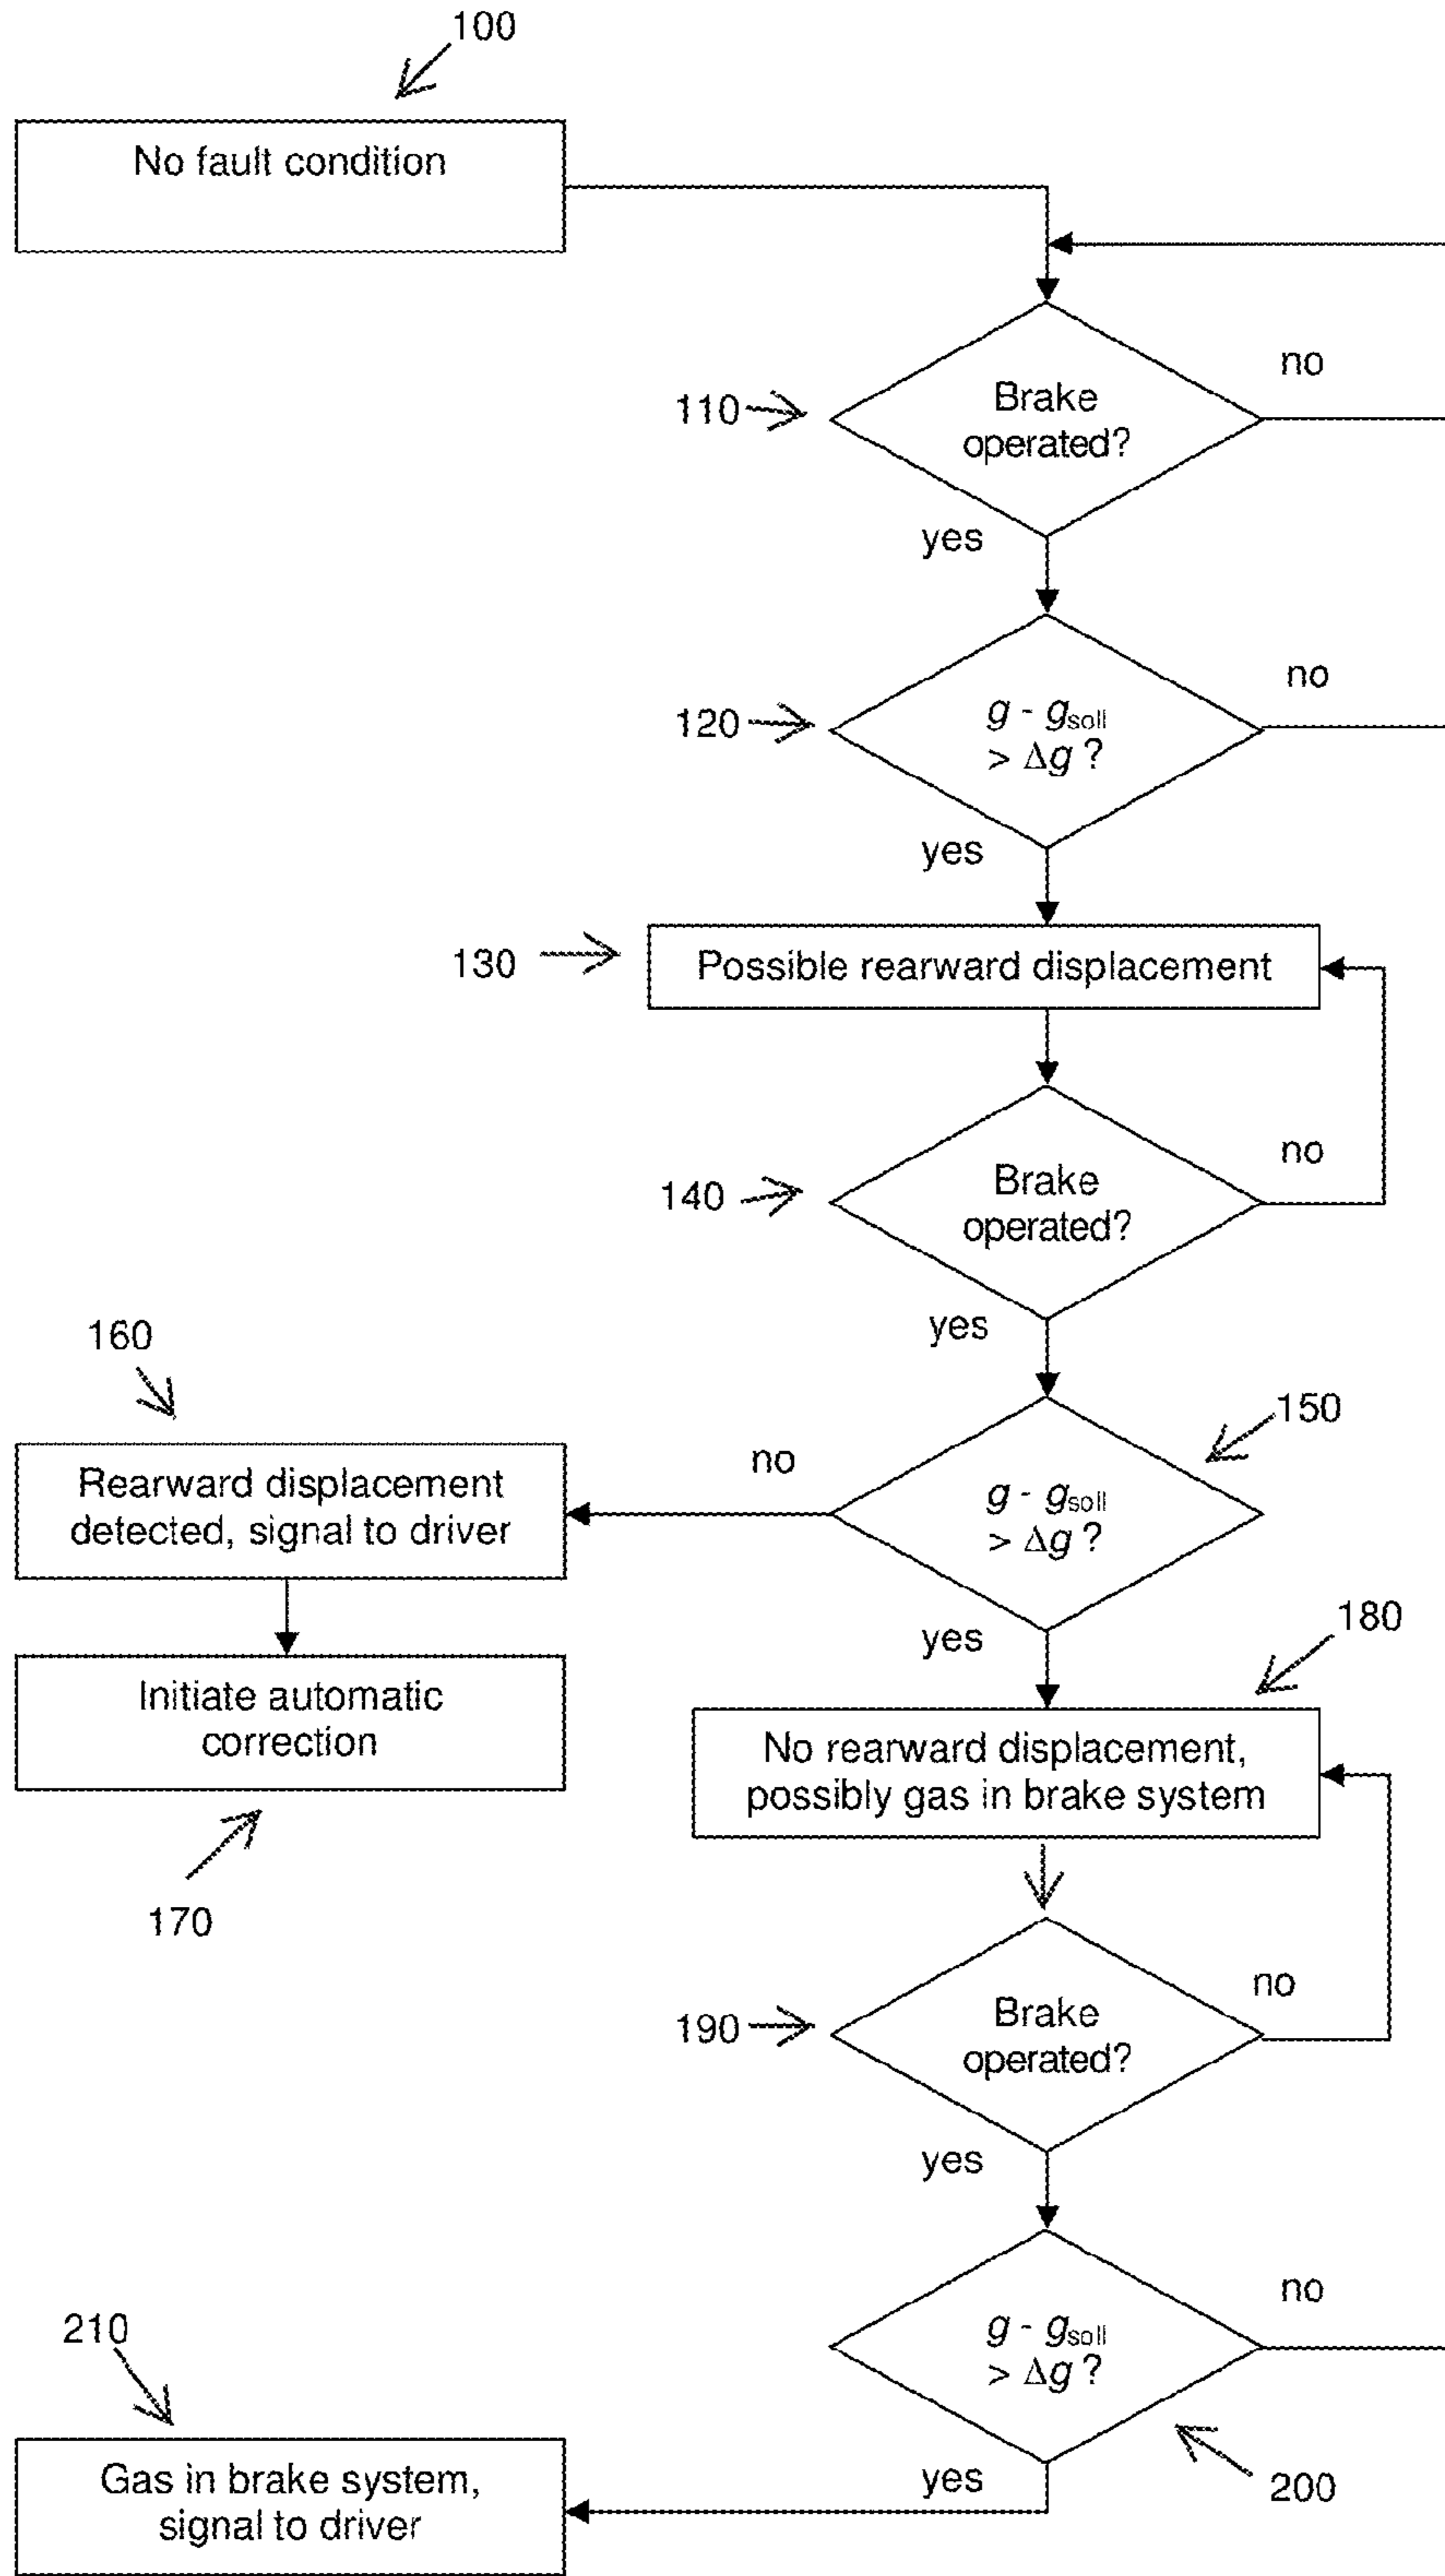 100
No fault condition
no
110
Brake
operated?
yes
no
120
g - gsoll
> Δg ?
yes
130
Possible rearward displacement
no
140
Brake
operated?
yes
160
150
no
Rearward displacement
detected, signal to driver
g - gsoll
> Δg ?
180
yes
Initiate automatic
correction
No rearward displacement,
possibly gas in brake system
170
no
190
Brake
operated?
yes
no
210
g - gsoll
> Δg ?
Gas in brake system,
signal to driver
yes
200